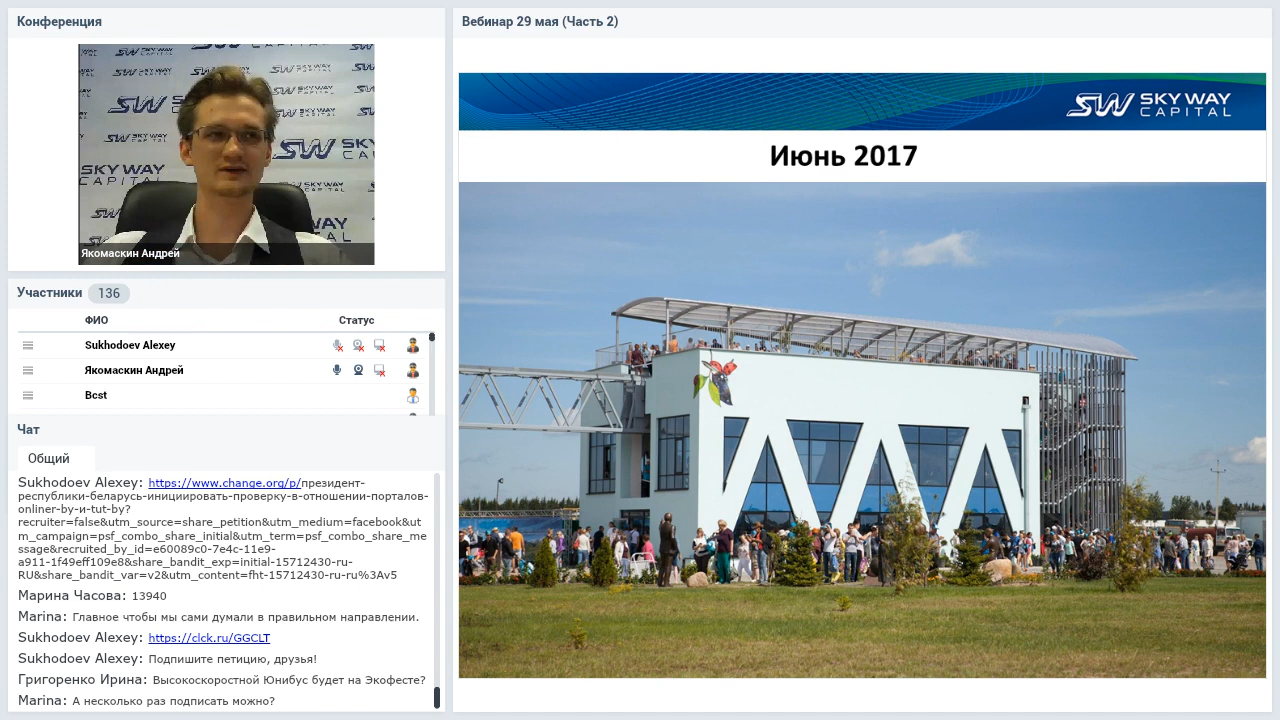 Конференция
SKY WAY
CAPITAL
Якомаскин Андрей
Участники 136
ФИО Статус
Sukhodoev Alexey
Якомаскин Андрей
Bcst
Чат
Общий
Sukhodoev Alexey: https://www.change.org/p/президент-
республики-беларусь-инициировать-проверку-в-отношении-порталов-
onliner-by-и-tut-by?
recruiter=false&utm_source=share_petition&utm_medium=facebook&ut
m_campaign=psf_combo_share_initial&utm_term=psf_combo_share_me
ssage&recruited_by_id=e60089c0-7e4c-11e9-
a911-1f49eff109e8&share_bandit_exp=initial-15712430-ru-
RU&share_bandit_var=v2&utm_content=fht-15712430-ru-ru%3Av5
Марина Часова: 13940
Marina: Главное чтобы мы сами думали в правильном направлении.
Sukhodoev Alexey: https://clck.ru/GGCLT
Sukhodoev Alexey: Подпишите петицию, друзья!
Григоренко Ирина: Высокоскоростной Юнибус будет на Экофесте?
Marina: А несколько раз подписать можно?
Вебинар 29 мая (Часть 2)
SW SKY WAY
CAPITAL
Июнь 2017